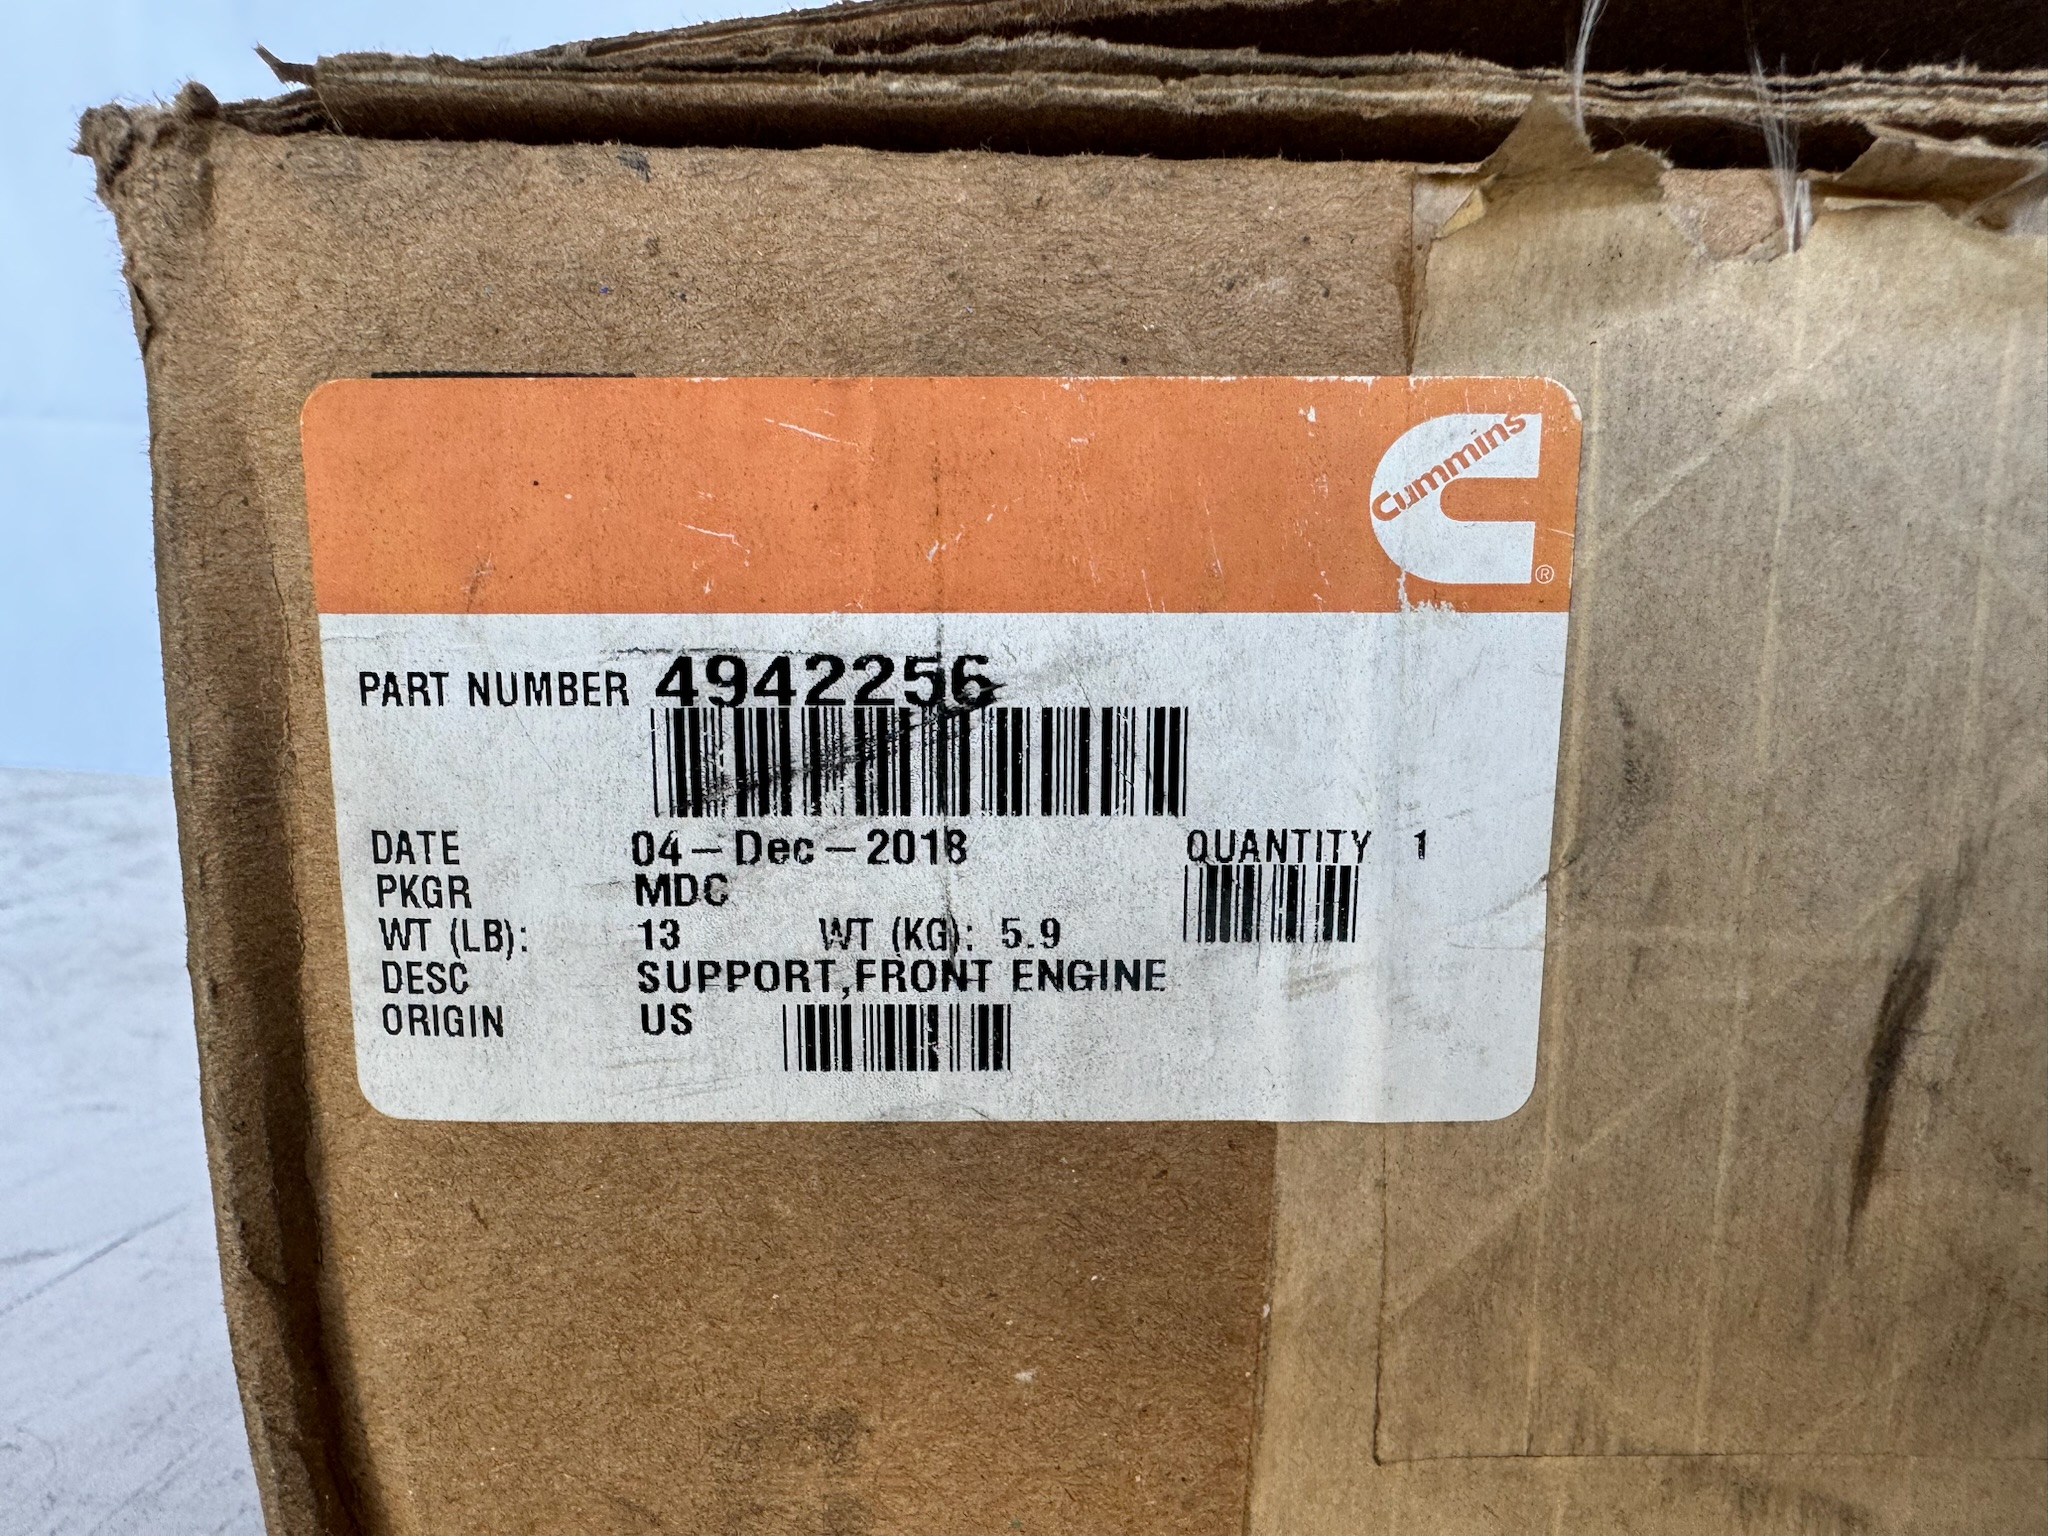 Cummins
®
PART NUMBER 4942256
DATE 04-Dec-2018 QUANTITY 1
PKGR MDC
WT (LB): 13 WT (KG): 5.9
DESC SUPPORT,FRONT ENGINE
ORIGIN US